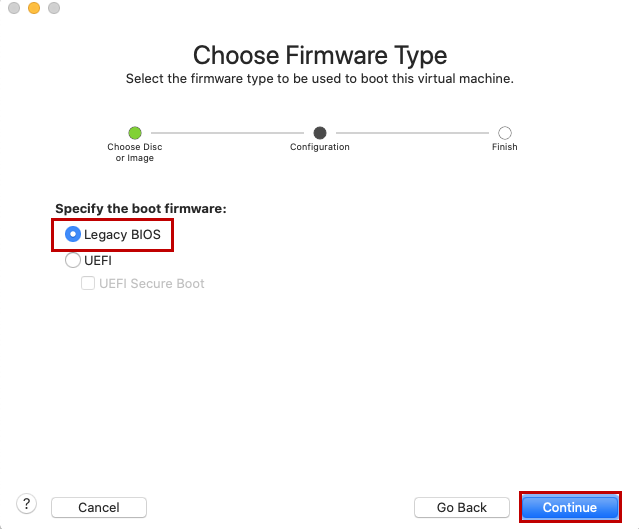 Choose Firmware Type
Select the firmware type to be used to boot this virtual machine.
Choose Disc
or Image
Configuration
Finish
Specify the boot firmware:
Legacy BIOS
UEFI
UEFI Secure Boot
?
Cancel
Go Back
Continue